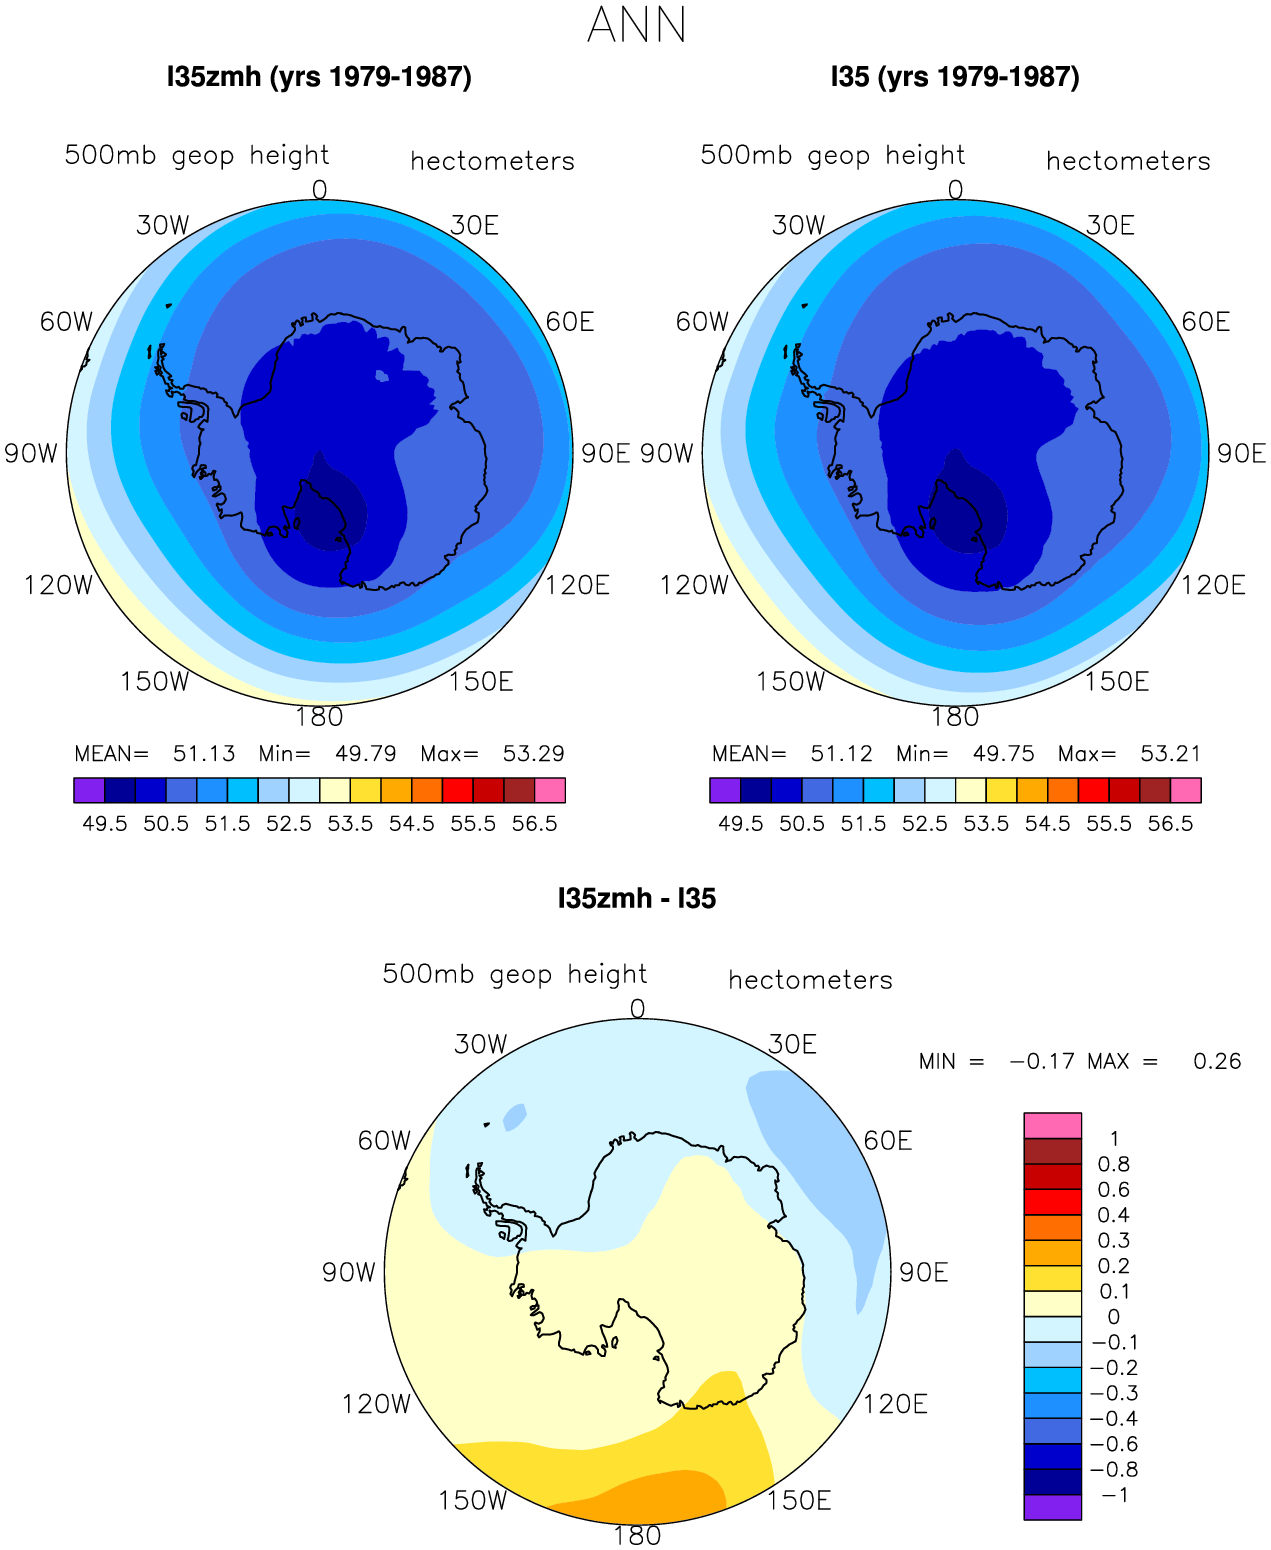 ANN
I35zmh (yrs 1979-1987)
I35 (yrs 1979-1987)
500mb geop height hectometers
500mb geop height hectometers
0
30W 30E
60W 60E
90W 90E
120W 120E
150W 150E
180
0
30W 30E
60W 60E
90W 90E
120W 120E
150W 150E
180
MEAN= 51.13 Min= 49.79 Max= 53.29
49.5 50.5 51.5 52.5 53.5 54.5 55.5 56.5
MEAN= 51.12 Min= 49.75 Max= 53.21
49.5 50.5 51.5 52.5 53.5 54.5 55.5 56.5
I35zmh - I35
500mb geop height hectometers
0
30W 30E
60W 60E
90W 90E
120W 120E
150W 150E
180
MIN = -0.17 MAX = 0.26
1
0.8
0.6
0.4
0.3
0.2
0.1
0
-0.1
-0.2
-0.3
-0.4
-0.6
-0.8
-1